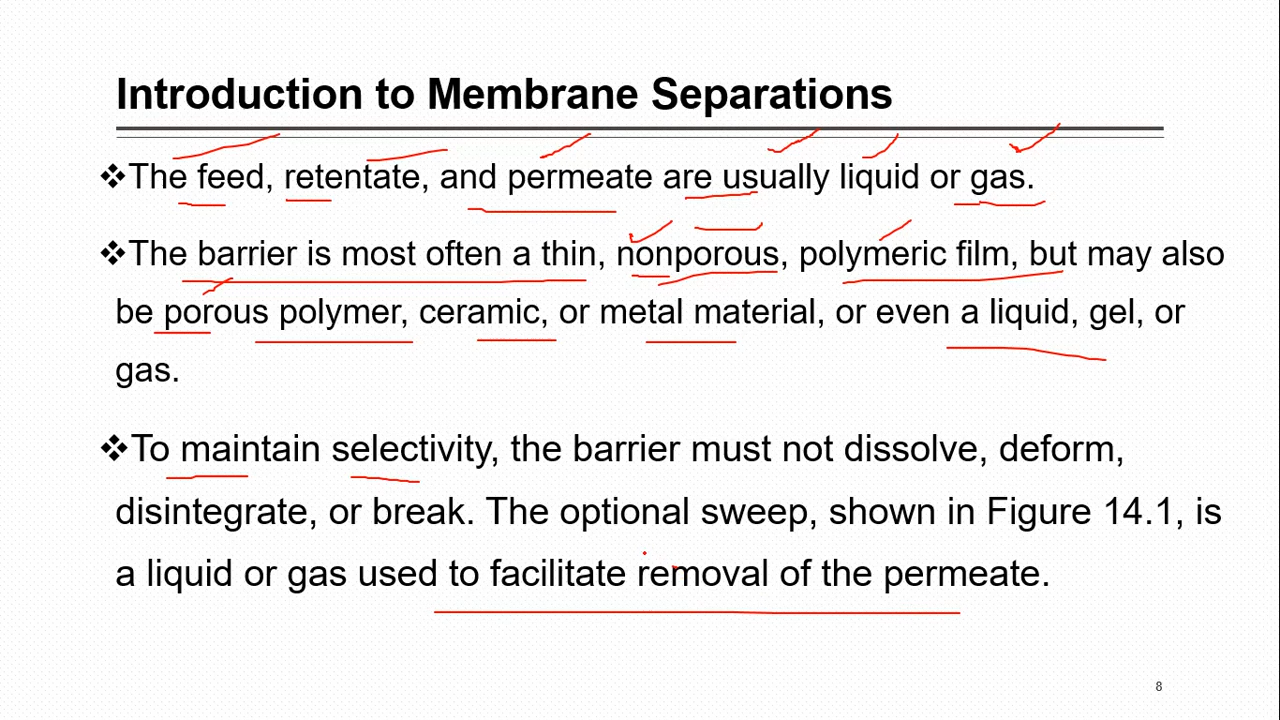 Introduction to Membrane Separations
❖The feed, retentate, and permeate are usually liquid or gas.
❖The barrier is most often a thin, nonporous, polymeric film, but may also
be porous polymer, ceramic, or metal material, or even a liquid, gel, or
gas.
❖To maintain selectivity, the barrier must not dissolve, deform,
disintegrate, or break. The optional sweep, shown in Figure 14.1, is
a liquid or gas used to facilitate removal of the permeate.
8